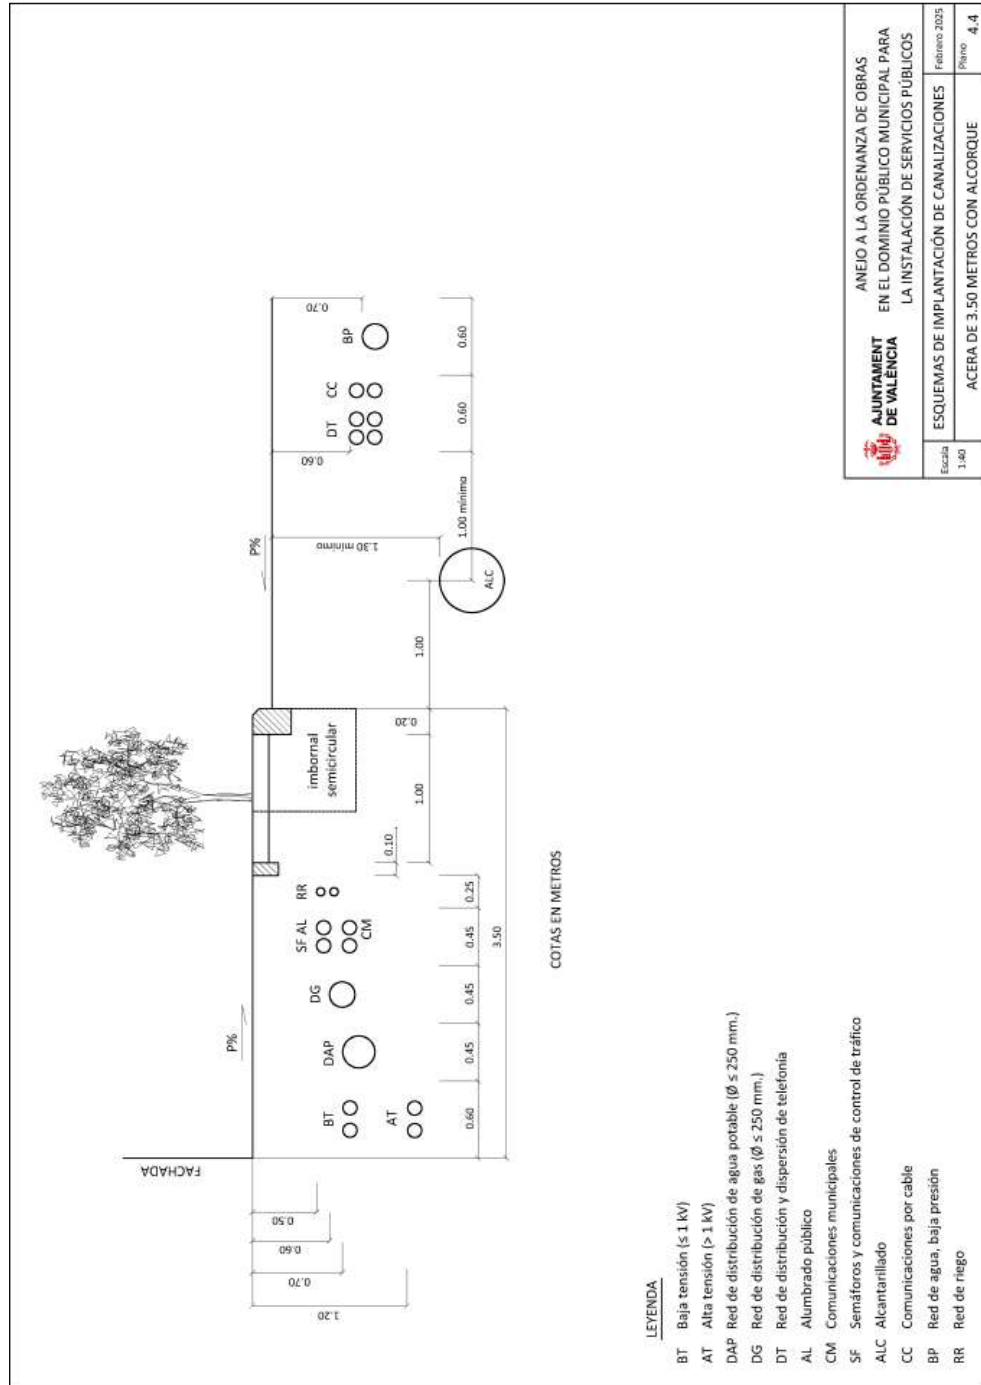 FACHADA
P%
P%
BT
AT
DAP
DG
SF AL
CM
RR
imbornal
semicircular
ALC
DT
CC
BP
0.50
0.60
0.70
1.20
0.60
0.45
0.45
0.45
0.25
3.50
0.10
1.00
0.20
1.00
1.30 mínimo
1.00 mínimo
0.60
0.70
0.60
0.60
COTAS EN METROS
LEYENDA
BT Baja tensión (≤ 1 kV)
AT Alta tensión (> 1 kV)
DAP Red de distribución de agua potable (Ø ≤ 250 mm.)
DG Red de distribución de gas (Ø ≤ 250 mm.)
DT Red de distribución y dispersión de telefonía
AL Alumbrado público
CM Comunicaciones municipales
SF Semáforos y comunicaciones de control de tráfico
ALC Alcantarillado
CC Comunicaciones por cable
BP Red de agua, baja presión
RR Red de riego
AJUNTAMENT
DE VALÈNCIA
ANEJO A LA ORDENANZA DE OBRAS
EN EL DOMINIO PÚBLICO MUNICIPAL PARA
LA INSTALACIÓN DE SERVICIOS PÚBLICOS
Escala
1:40
ESQUEMAS DE IMPLANTACIÓN DE CANALIZACIONES
ACERA DE 3.50 METROS CON ALCORQUE
Febrero 2025
Plano 4.4